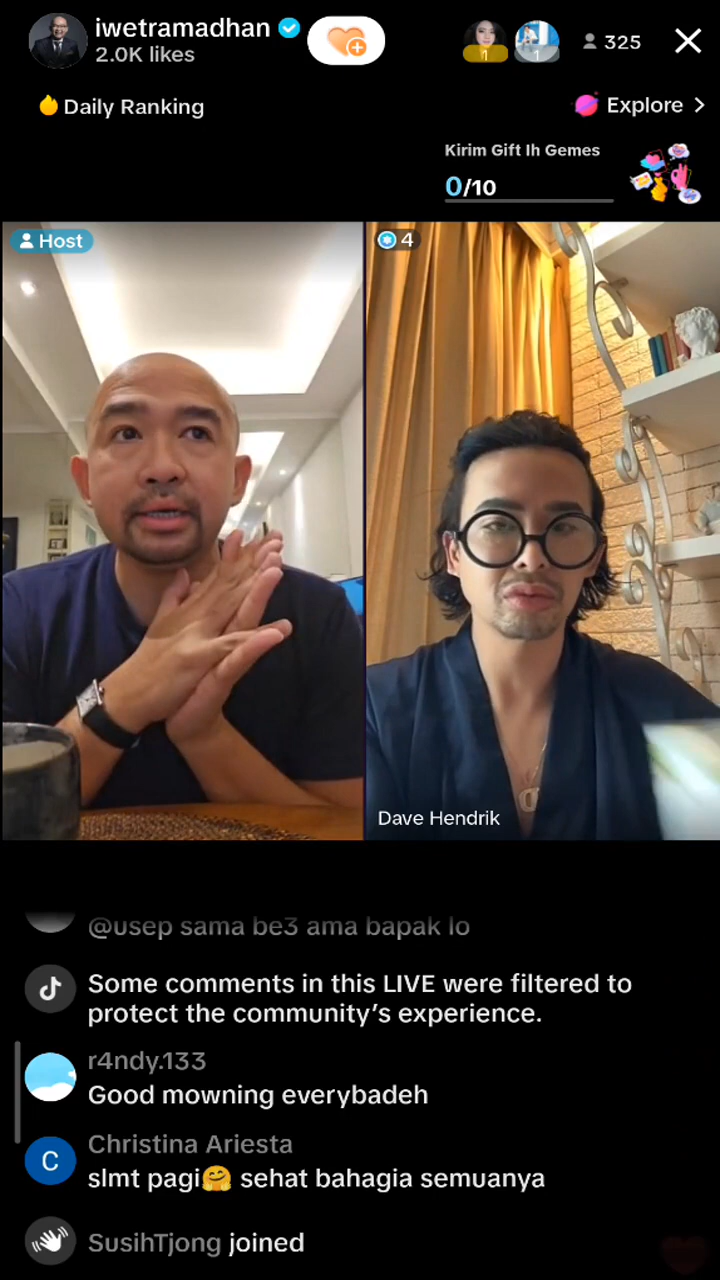 iwetramadhan
2.0K likes
1
1
325
Daily Ranking
Explore
Kirim Gift Ih Gemes
0/10
Host
4
Dave Hendrik
@usep sama be3 ama bapak lo
Some comments in this LIVE were filtered to
protect the community's experience.
r4ndy.133
Good mowning everybadeh
C
Christina Ariesta
slmt pagi🤗 sehat bahagia semuanya
SusihTjong joined